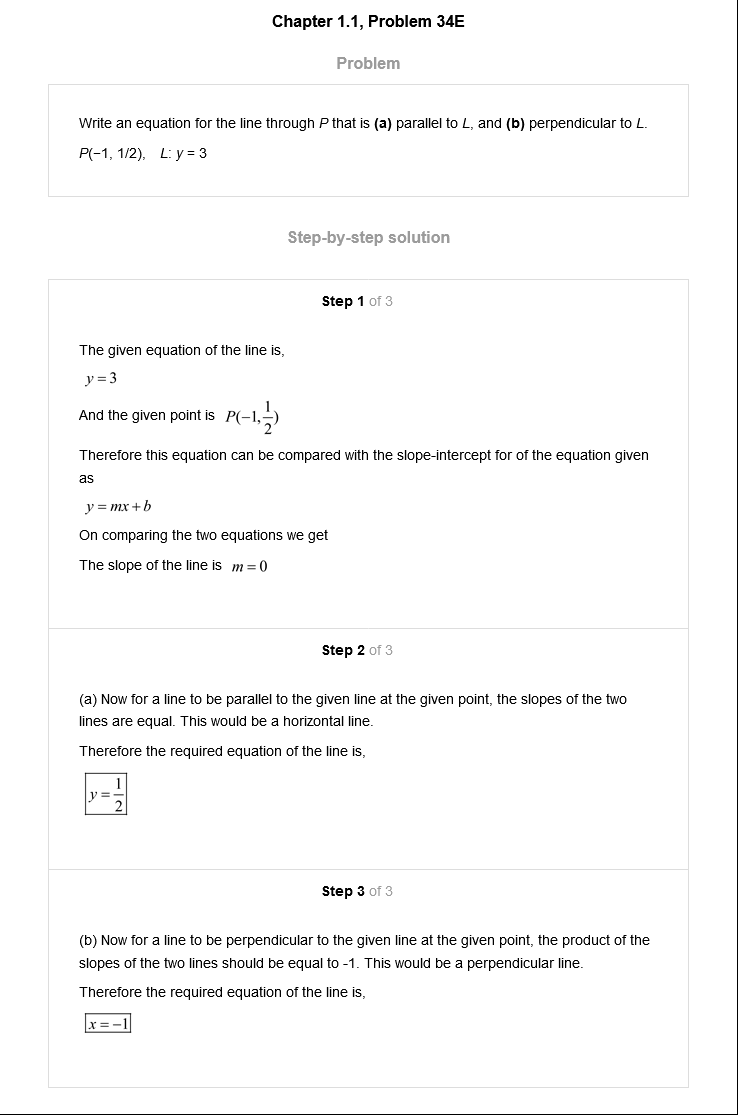 Chapter 1.1, Problem 34E
Problem
Write an equation for the line through P that is (a) parallel to L, and (b) perpendicular to L.
P(−1, 1/2), L: y = 3
Step-by-step solution
Step 1 of 3
The given equation of the line is,
y = 3
And the given point is P(−1, 1/2)
Therefore this equation can be compared with the slope-intercept for of the equation given
as
y = mx + b
On comparing the two equations we get
The slope of the line is m = 0
Step 2 of 3
(a) Now for a line to be parallel to the given line at the given point, the slopes of the two
lines are equal. This would be a horizontal line.
Therefore the required equation of the line is,
y = 1/2
Step 3 of 3
(b) Now for a line to be perpendicular to the given line at the given point, the product of the
slopes of the two lines should be equal to -1. This would be a perpendicular line.
Therefore the required equation of the line is,
x = −1